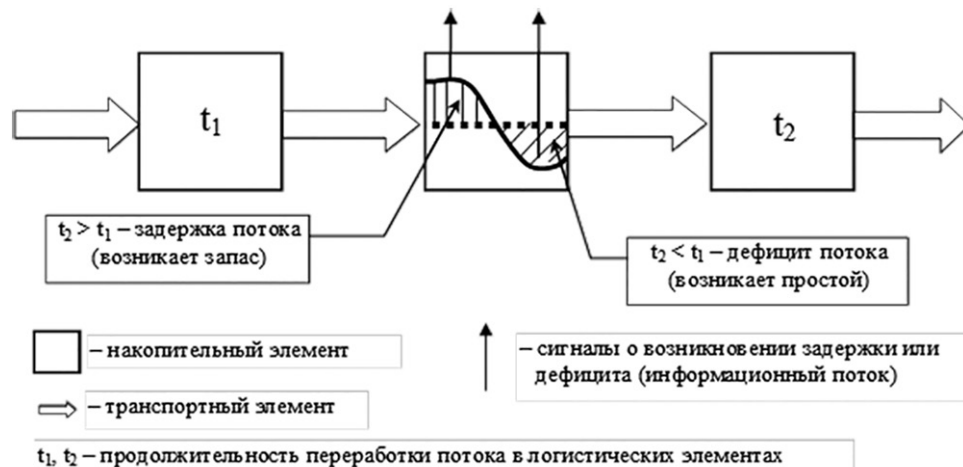 t₁
t₂
t₂ > t₁ – задержка потока
(возникает запас)
t₂ < t₁ – дефицит потока
(возникает простой)
– накопительный элемент
– сигналы о возникновении задержки или
дефицита (информационный поток)
– транспортный элемент
t₁, t₂ – продолжительность переработки потока в логистических элементах